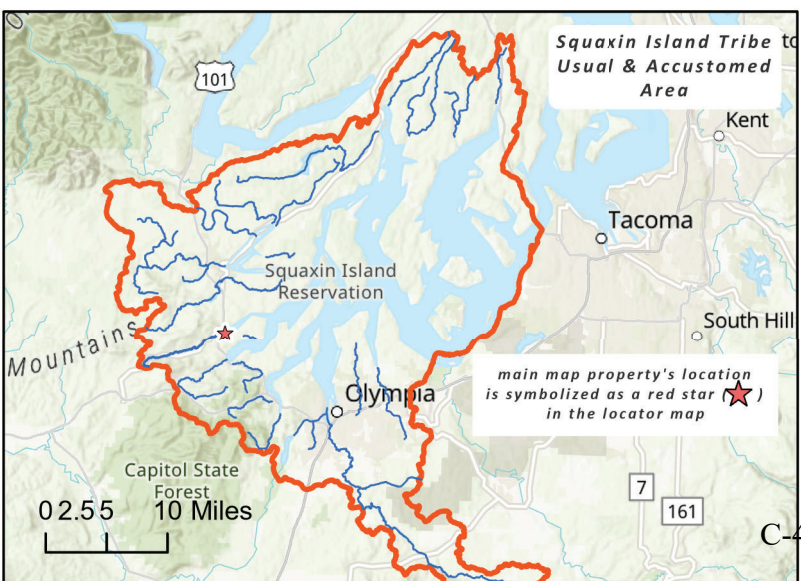 Squaxin Island Tribe
Usual & Accustomed
Area
101
Kent
Tacoma
Squaxin Island
Reservation
South Hill
Mountains
main map property's location
is symbolized as a red star ( )
in the locator map
Olympia
Capitol State
Forest
7
161
0 2.5 5 10 Miles
C-4